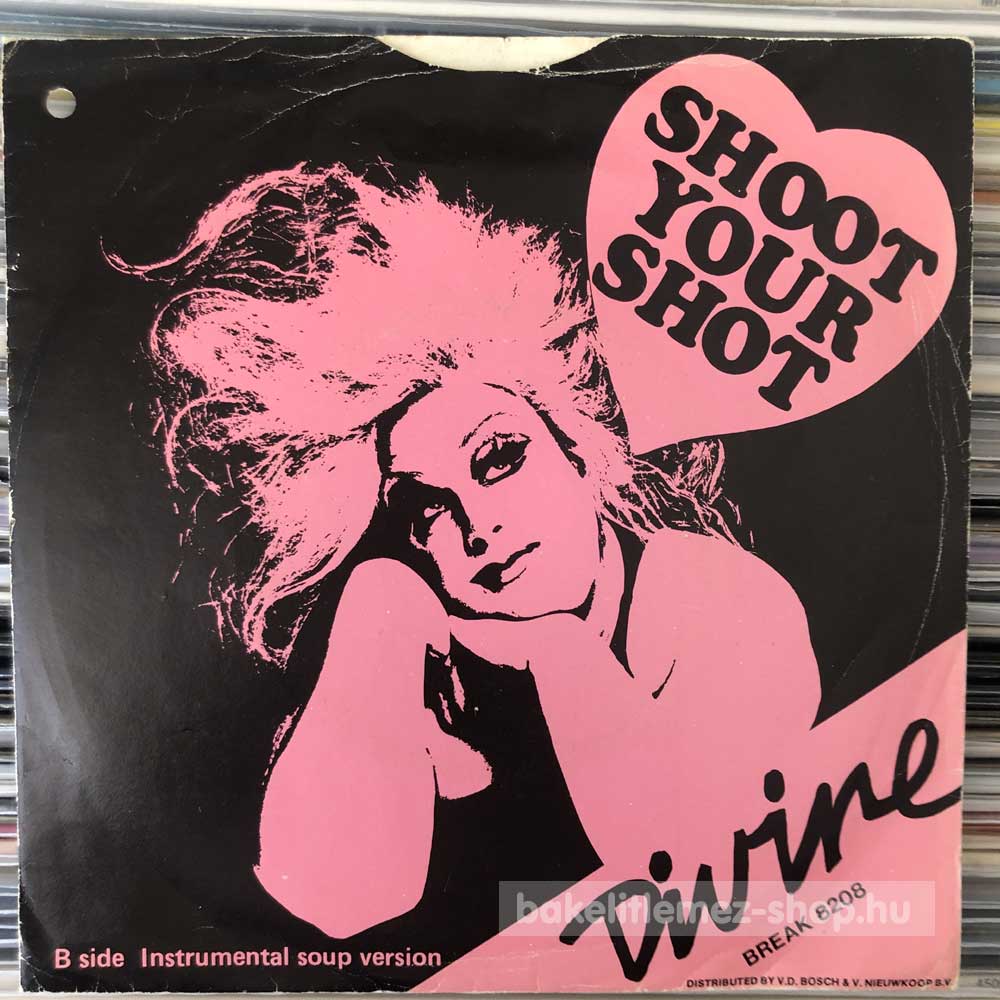 SHOOT
YOUR
SHOT
Divine
bakelitlemez-shop.hu
BREAK 8208
B side Instrumental soup version
DISTRIBUTED BY V.D. BOSCH & V. NIEUWKOOP B.V.